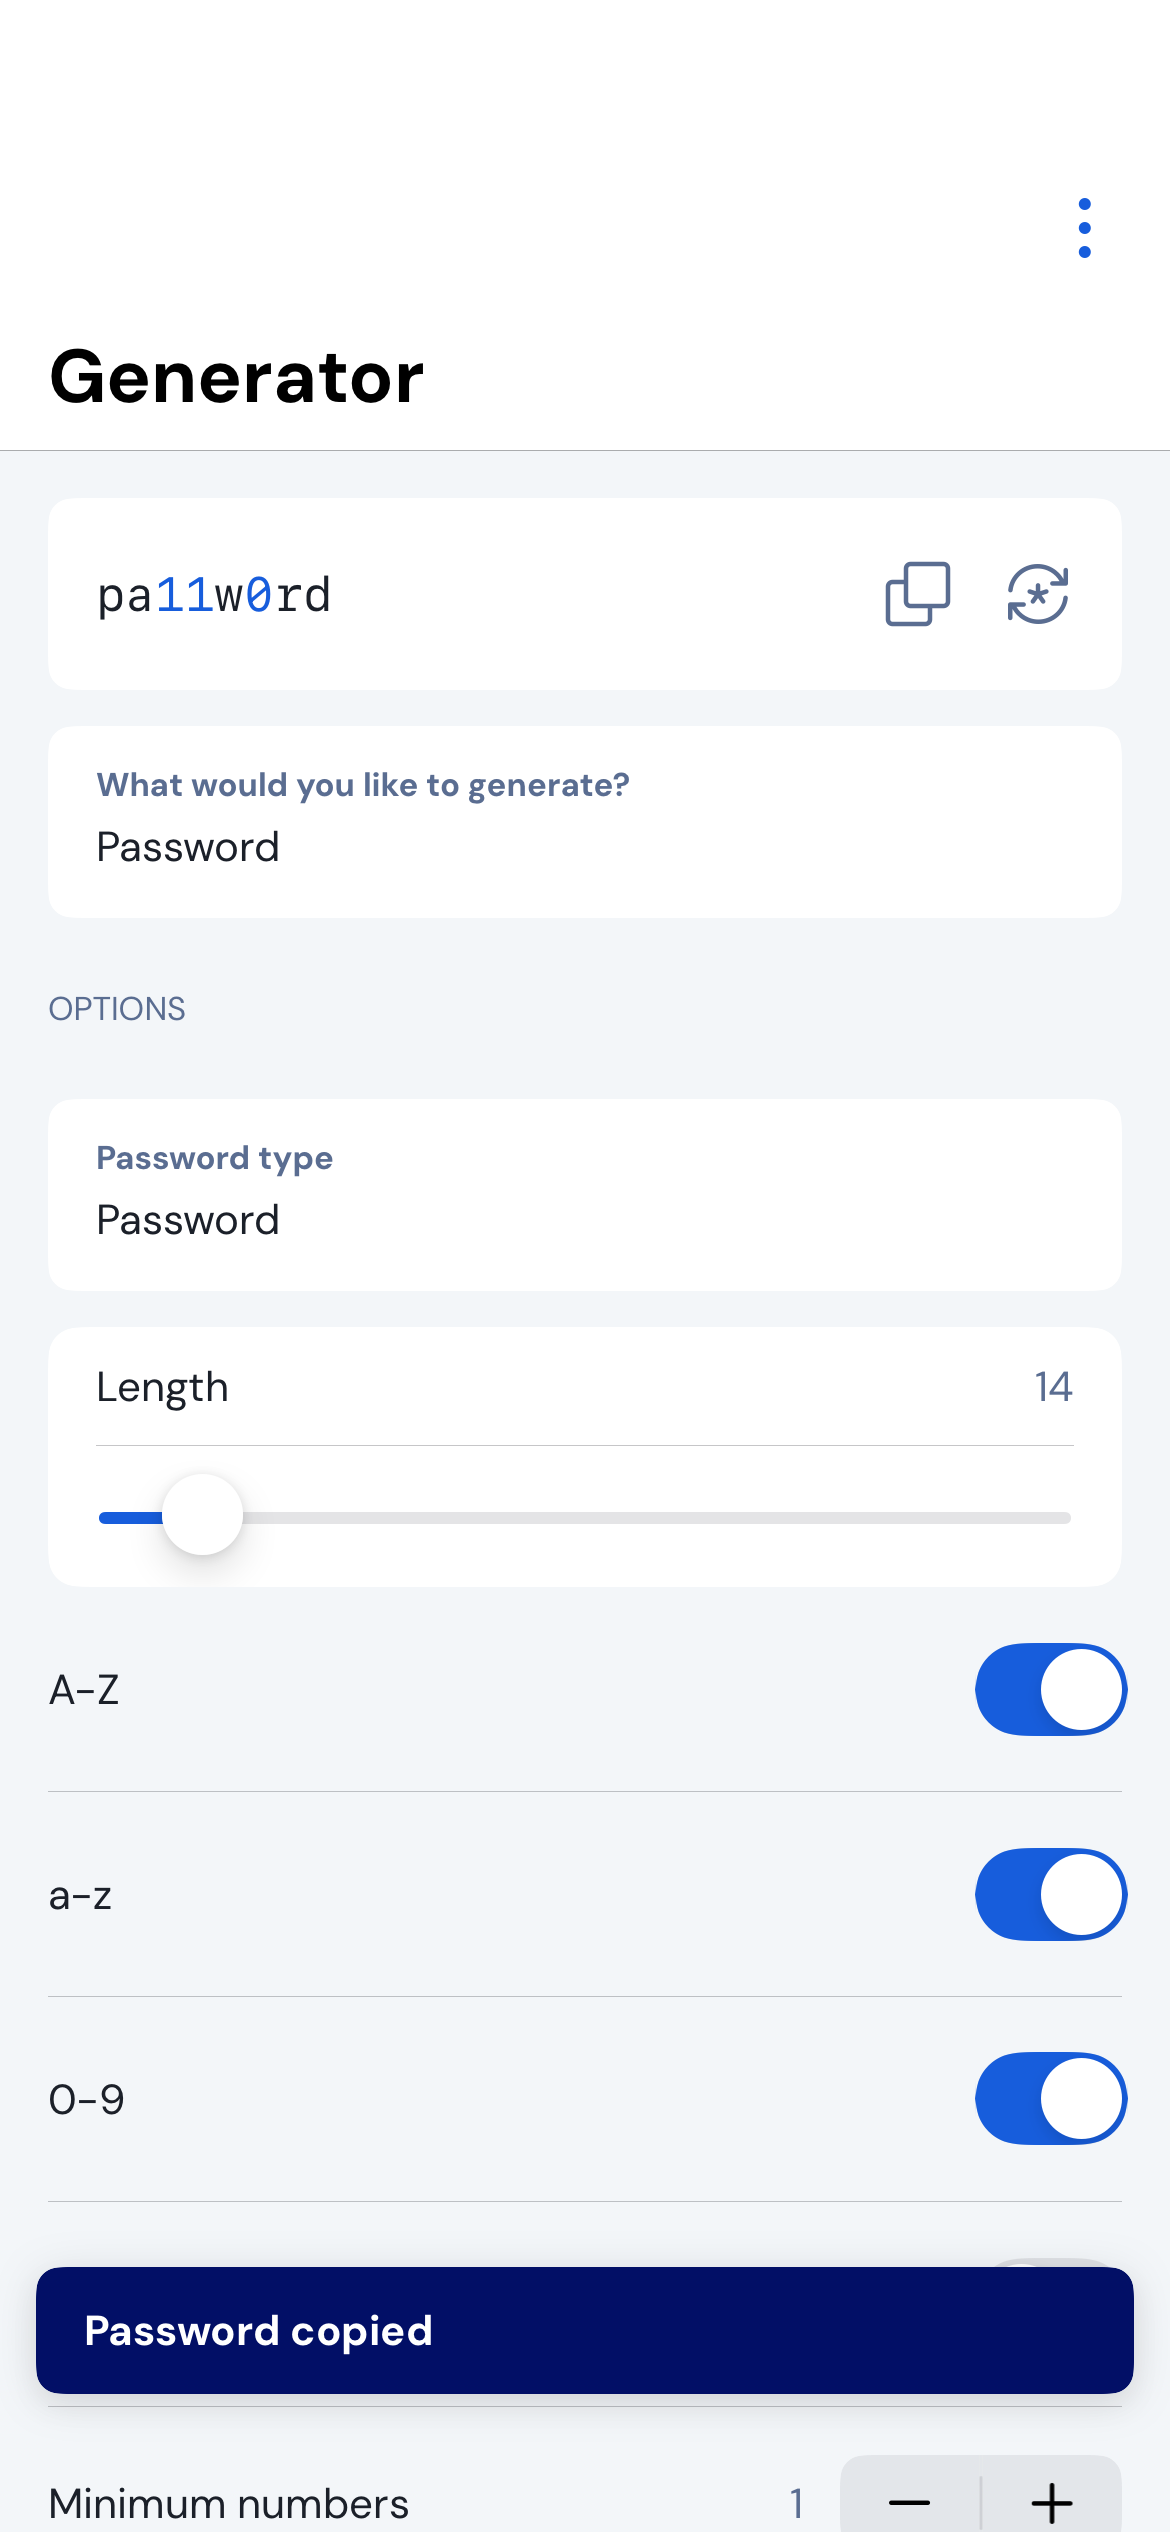 Generator
pa11w0rd
What would you like to generate?
Password
OPTIONS
Password type
Password
Length 14
A-Z
a-z
0-9
Password copied
Minimum numbers 1